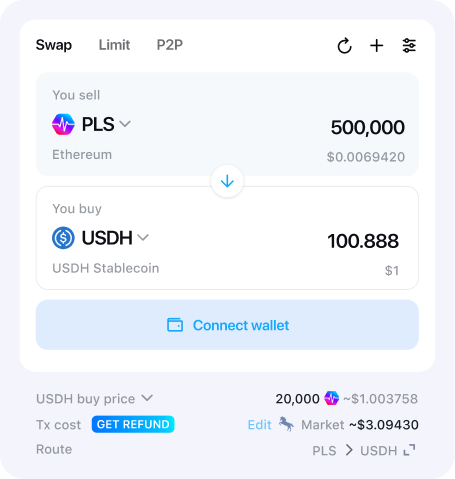 Swap Limit P2P
You sell
PLS 500,000
Ethereum $0.0069420
You buy
USDH 100.888
USDH Stablecoin $1
Connect wallet
USDH buy price 20,000 ~$1.003758
Tx cost GET REFUND Edit Market ~$3.09430
Route PLS > USDH